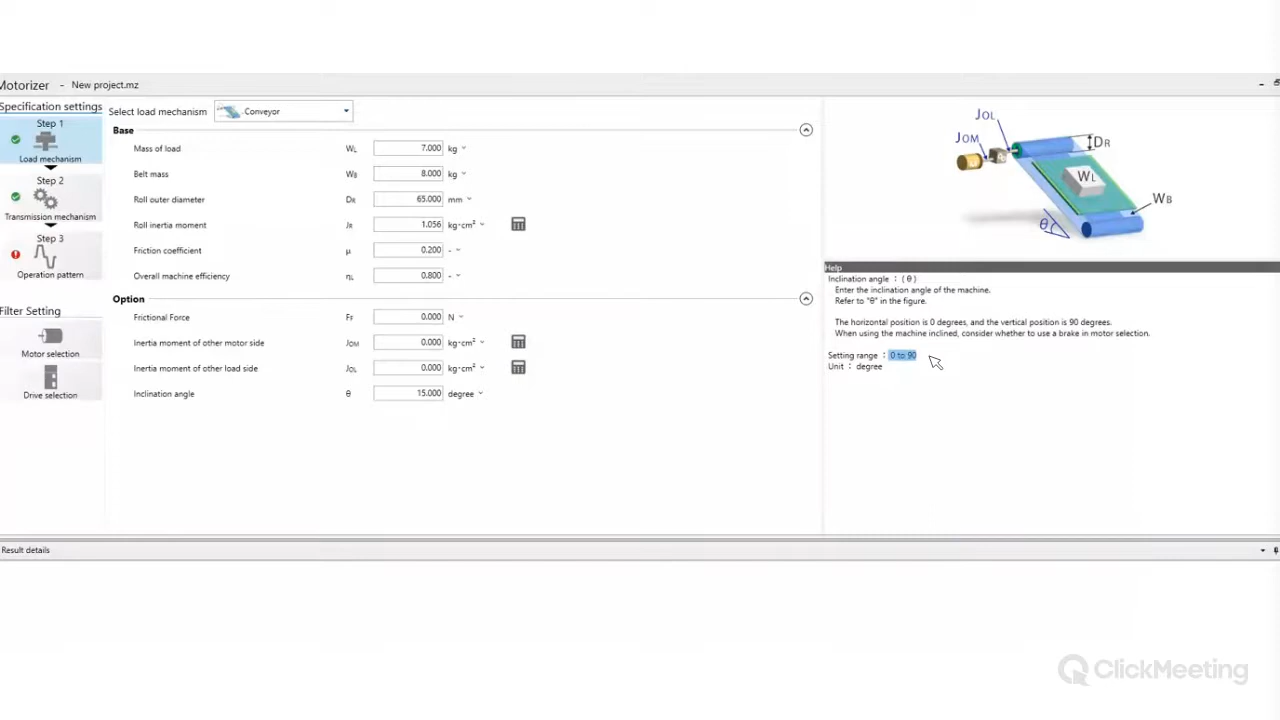 Motorizer - New project.mz
Specification settings
Step 1
Load mechanism
Step 2
Transmission mechanism
Step 3
Operation pattern
Filter Setting
Motor selection
Drive selection
Select load mechanism Conveyor
Base
Mass of load WL 7.000 kg
Belt mass WB 8.000 kg
Roll outer diameter DR 65.000 mm
Roll inertia moment JR 1.056 kg·cm²
Friction coefficient μ 0.200 -
Overall machine efficiency ηL 0.800 -
Option
Frictional Force FF 0.000 N
Inertia moment of other motor side JOM 0.000 kg·cm²
Inertia moment of other load side JOL 0.000 kg·cm²
Inclination angle θ 15.000 degree
JOL
JOM
DR
WL
WB
θ
Help
Inclination angle : (θ)
Enter the inclination angle of the machine.
Refer to "θ" in the figure.
The horizontal position is 0 degrees, and the vertical position is 90 degrees.
When using the machine inclined, consider whether to use a brake in motor selection.
Setting range : 0 to 90
Unit : degree
Result details
ClickMeeting